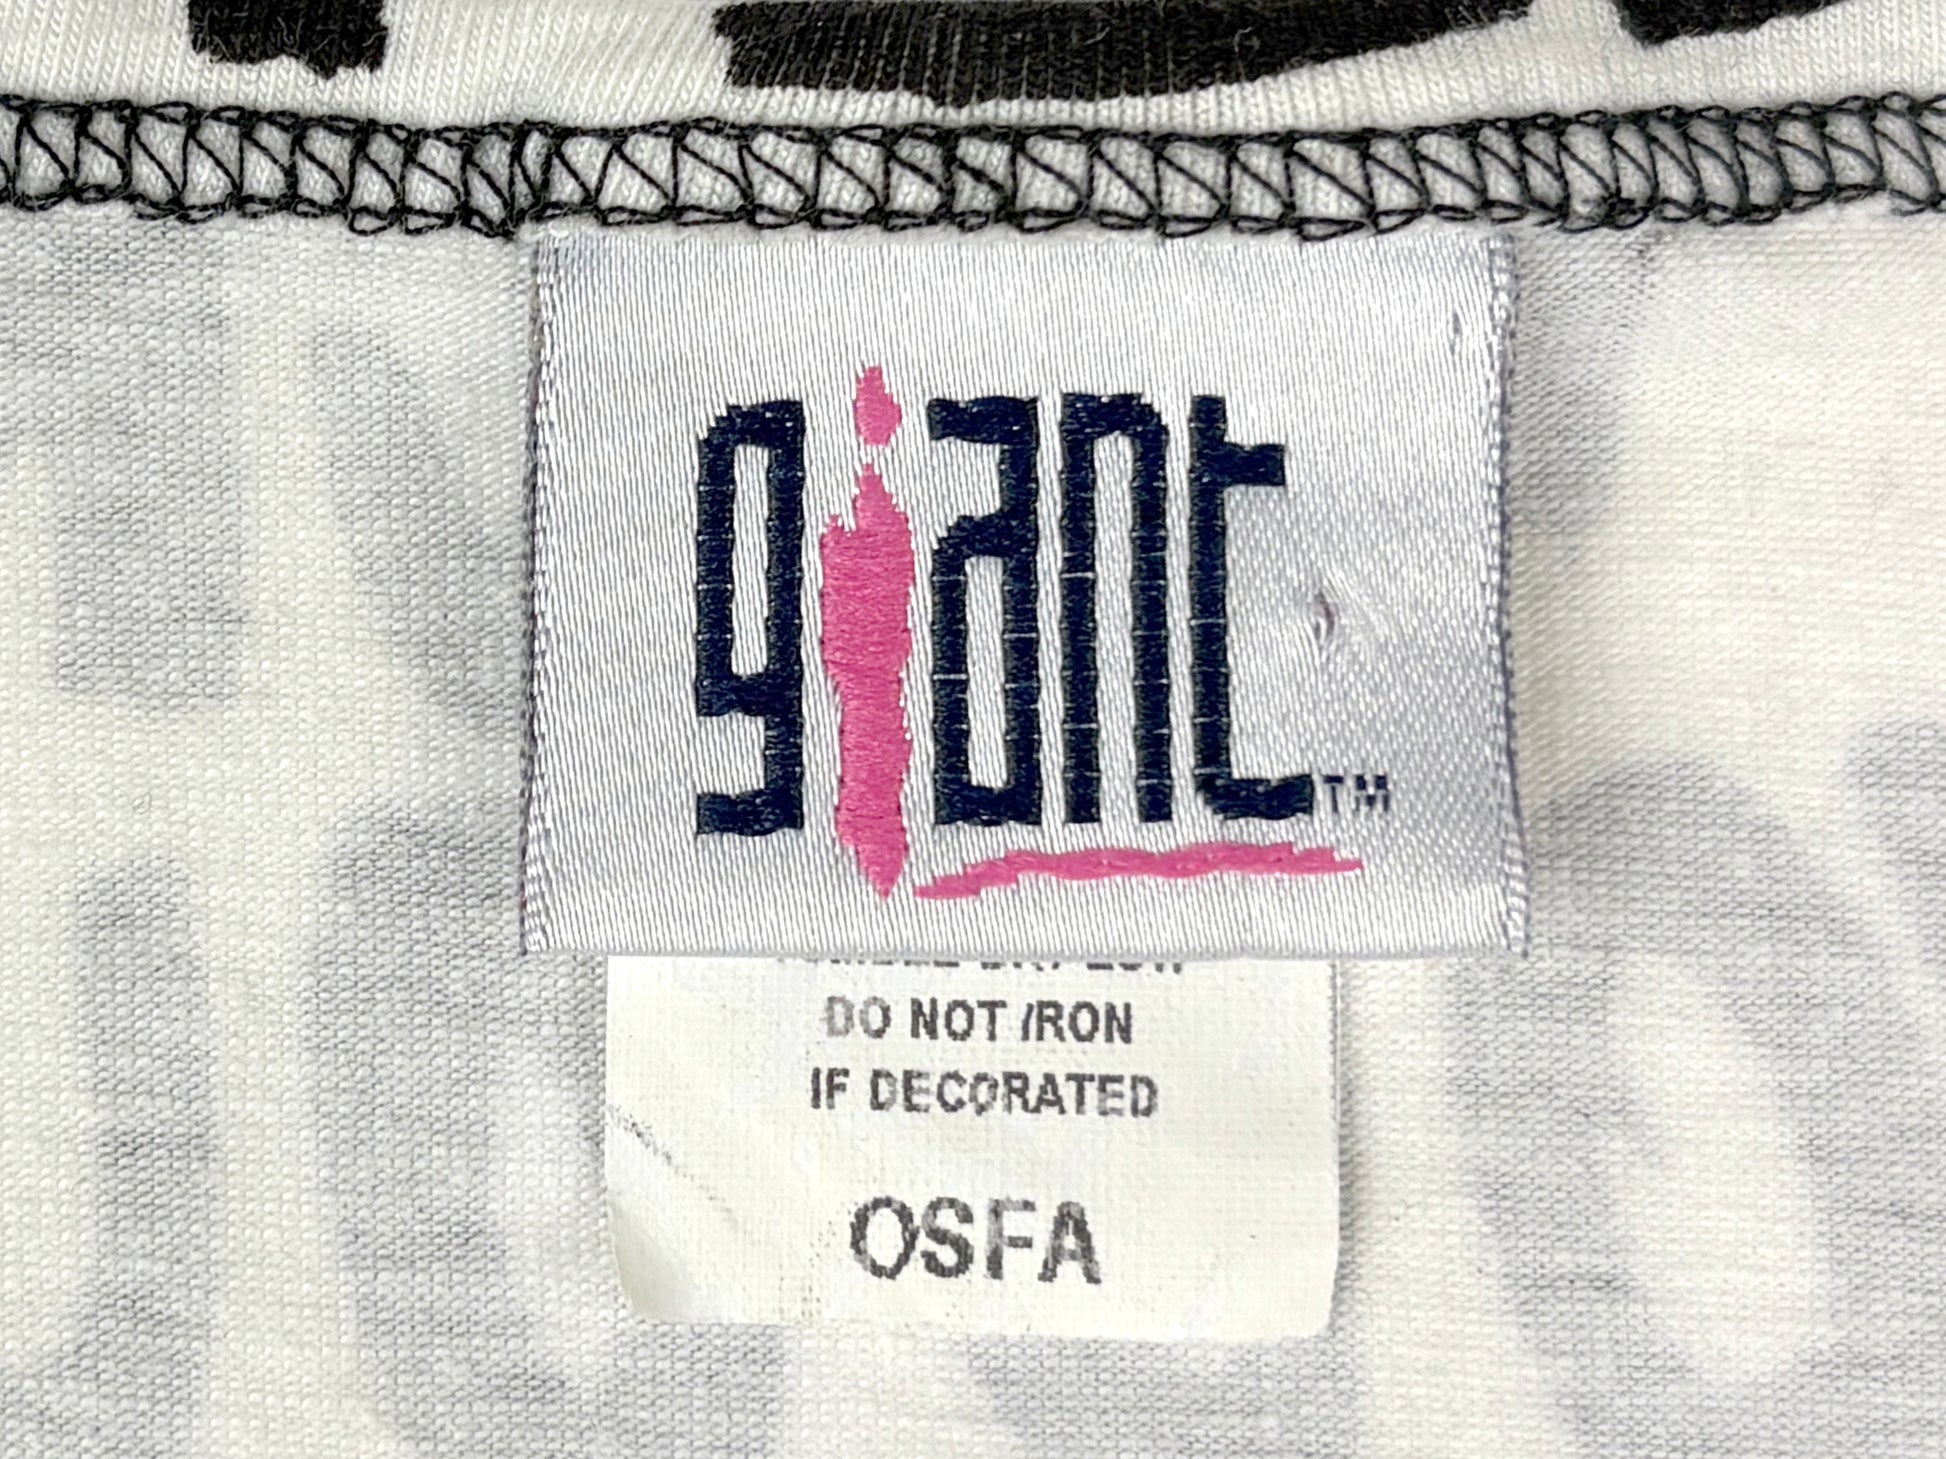 giant™
DO NOT IRON
IF DECORATED
OSFA